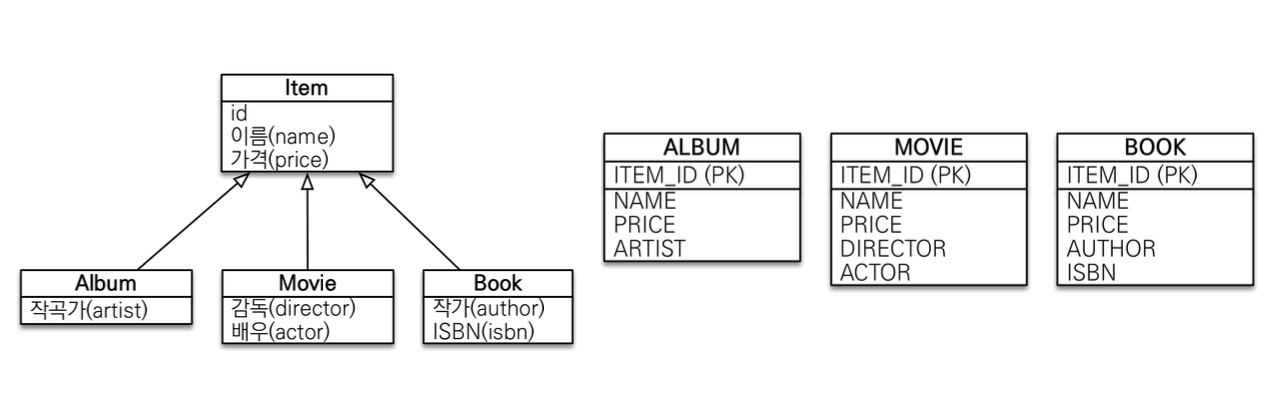 Item
id
이름(name)
가격(price)
Album
작곡가(artist)
Movie
감독(director)
배우(actor)
Book
작가(author)
ISBN(isbn)
ALBUM
ITEM_ID (PK)
NAME
PRICE
ARTIST
MOVIE
ITEM_ID (PK)
NAME
PRICE
DIRECTOR
ACTOR
BOOK
ITEM_ID (PK)
NAME
PRICE
AUTHOR
ISBN